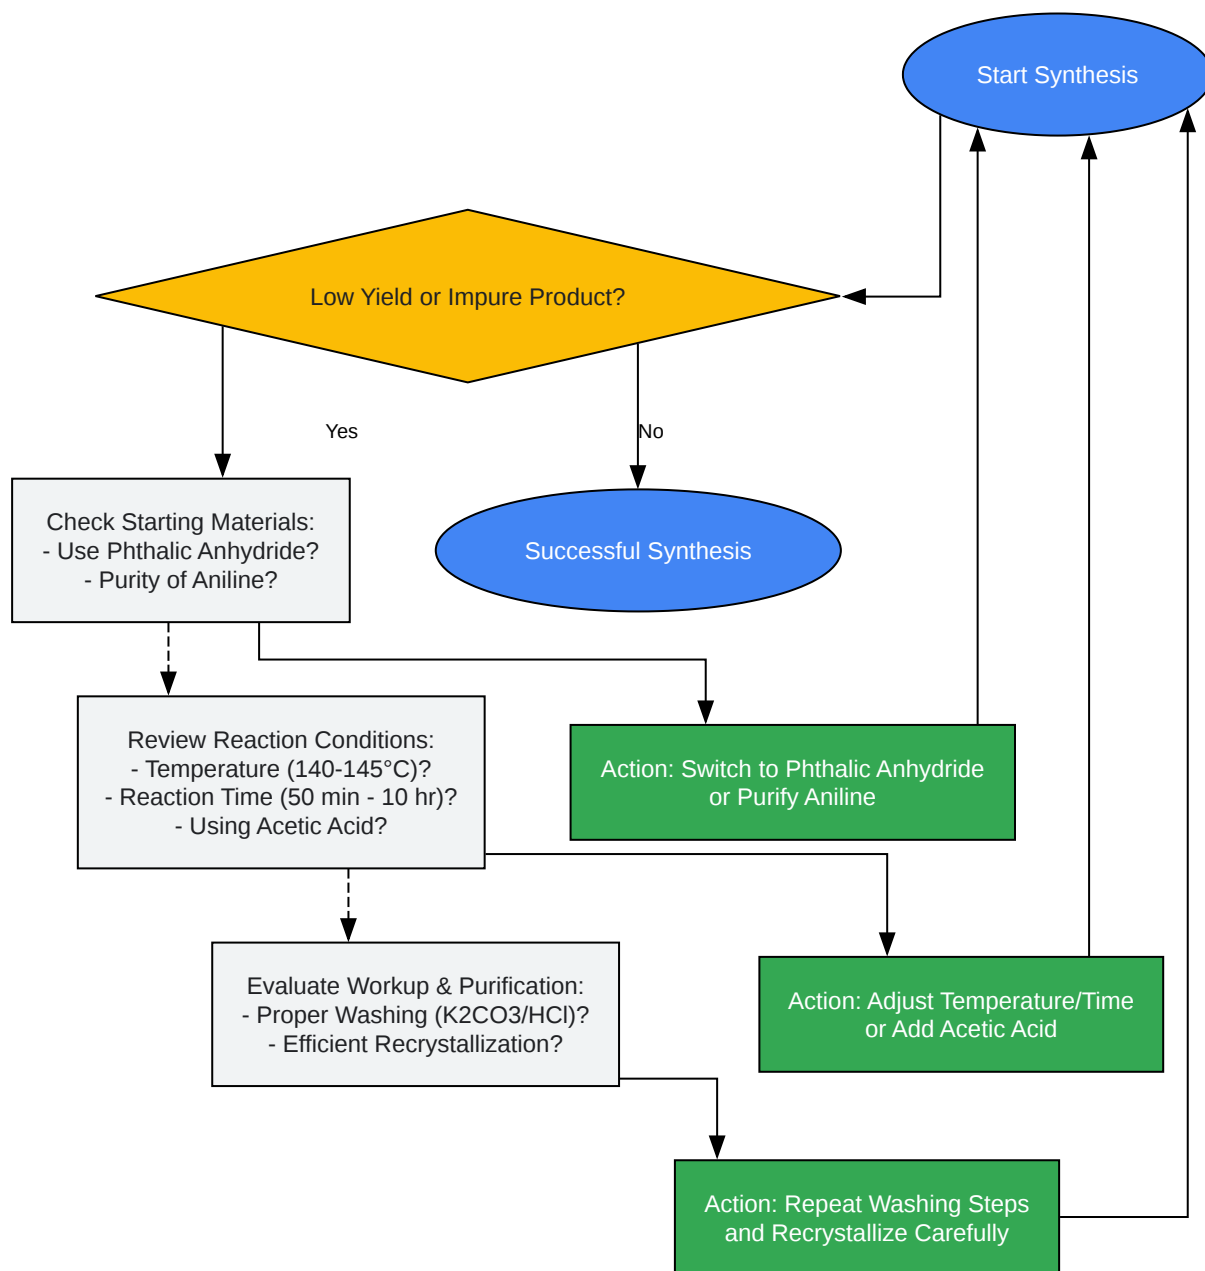 Start Synthesis
Low Yield or Impure Product?
Yes
No
Check Starting Materials:
- Use Phthalic Anhydride?
- Purity of Aniline?
Successful Synthesis
Review Reaction Conditions:
- Temperature (140-145°C)?
- Reaction Time (50 min - 10 hr)?
- Using Acetic Acid?
Action: Switch to Phthalic Anhydride
or Purify Aniline
Evaluate Workup & Purification:
- Proper Washing (K2CO3/HCl)?
- Efficient Recrystallization?
Action: Adjust Temperature/Time
or Add Acetic Acid
Action: Repeat Washing Steps
and Recrystallize Carefully